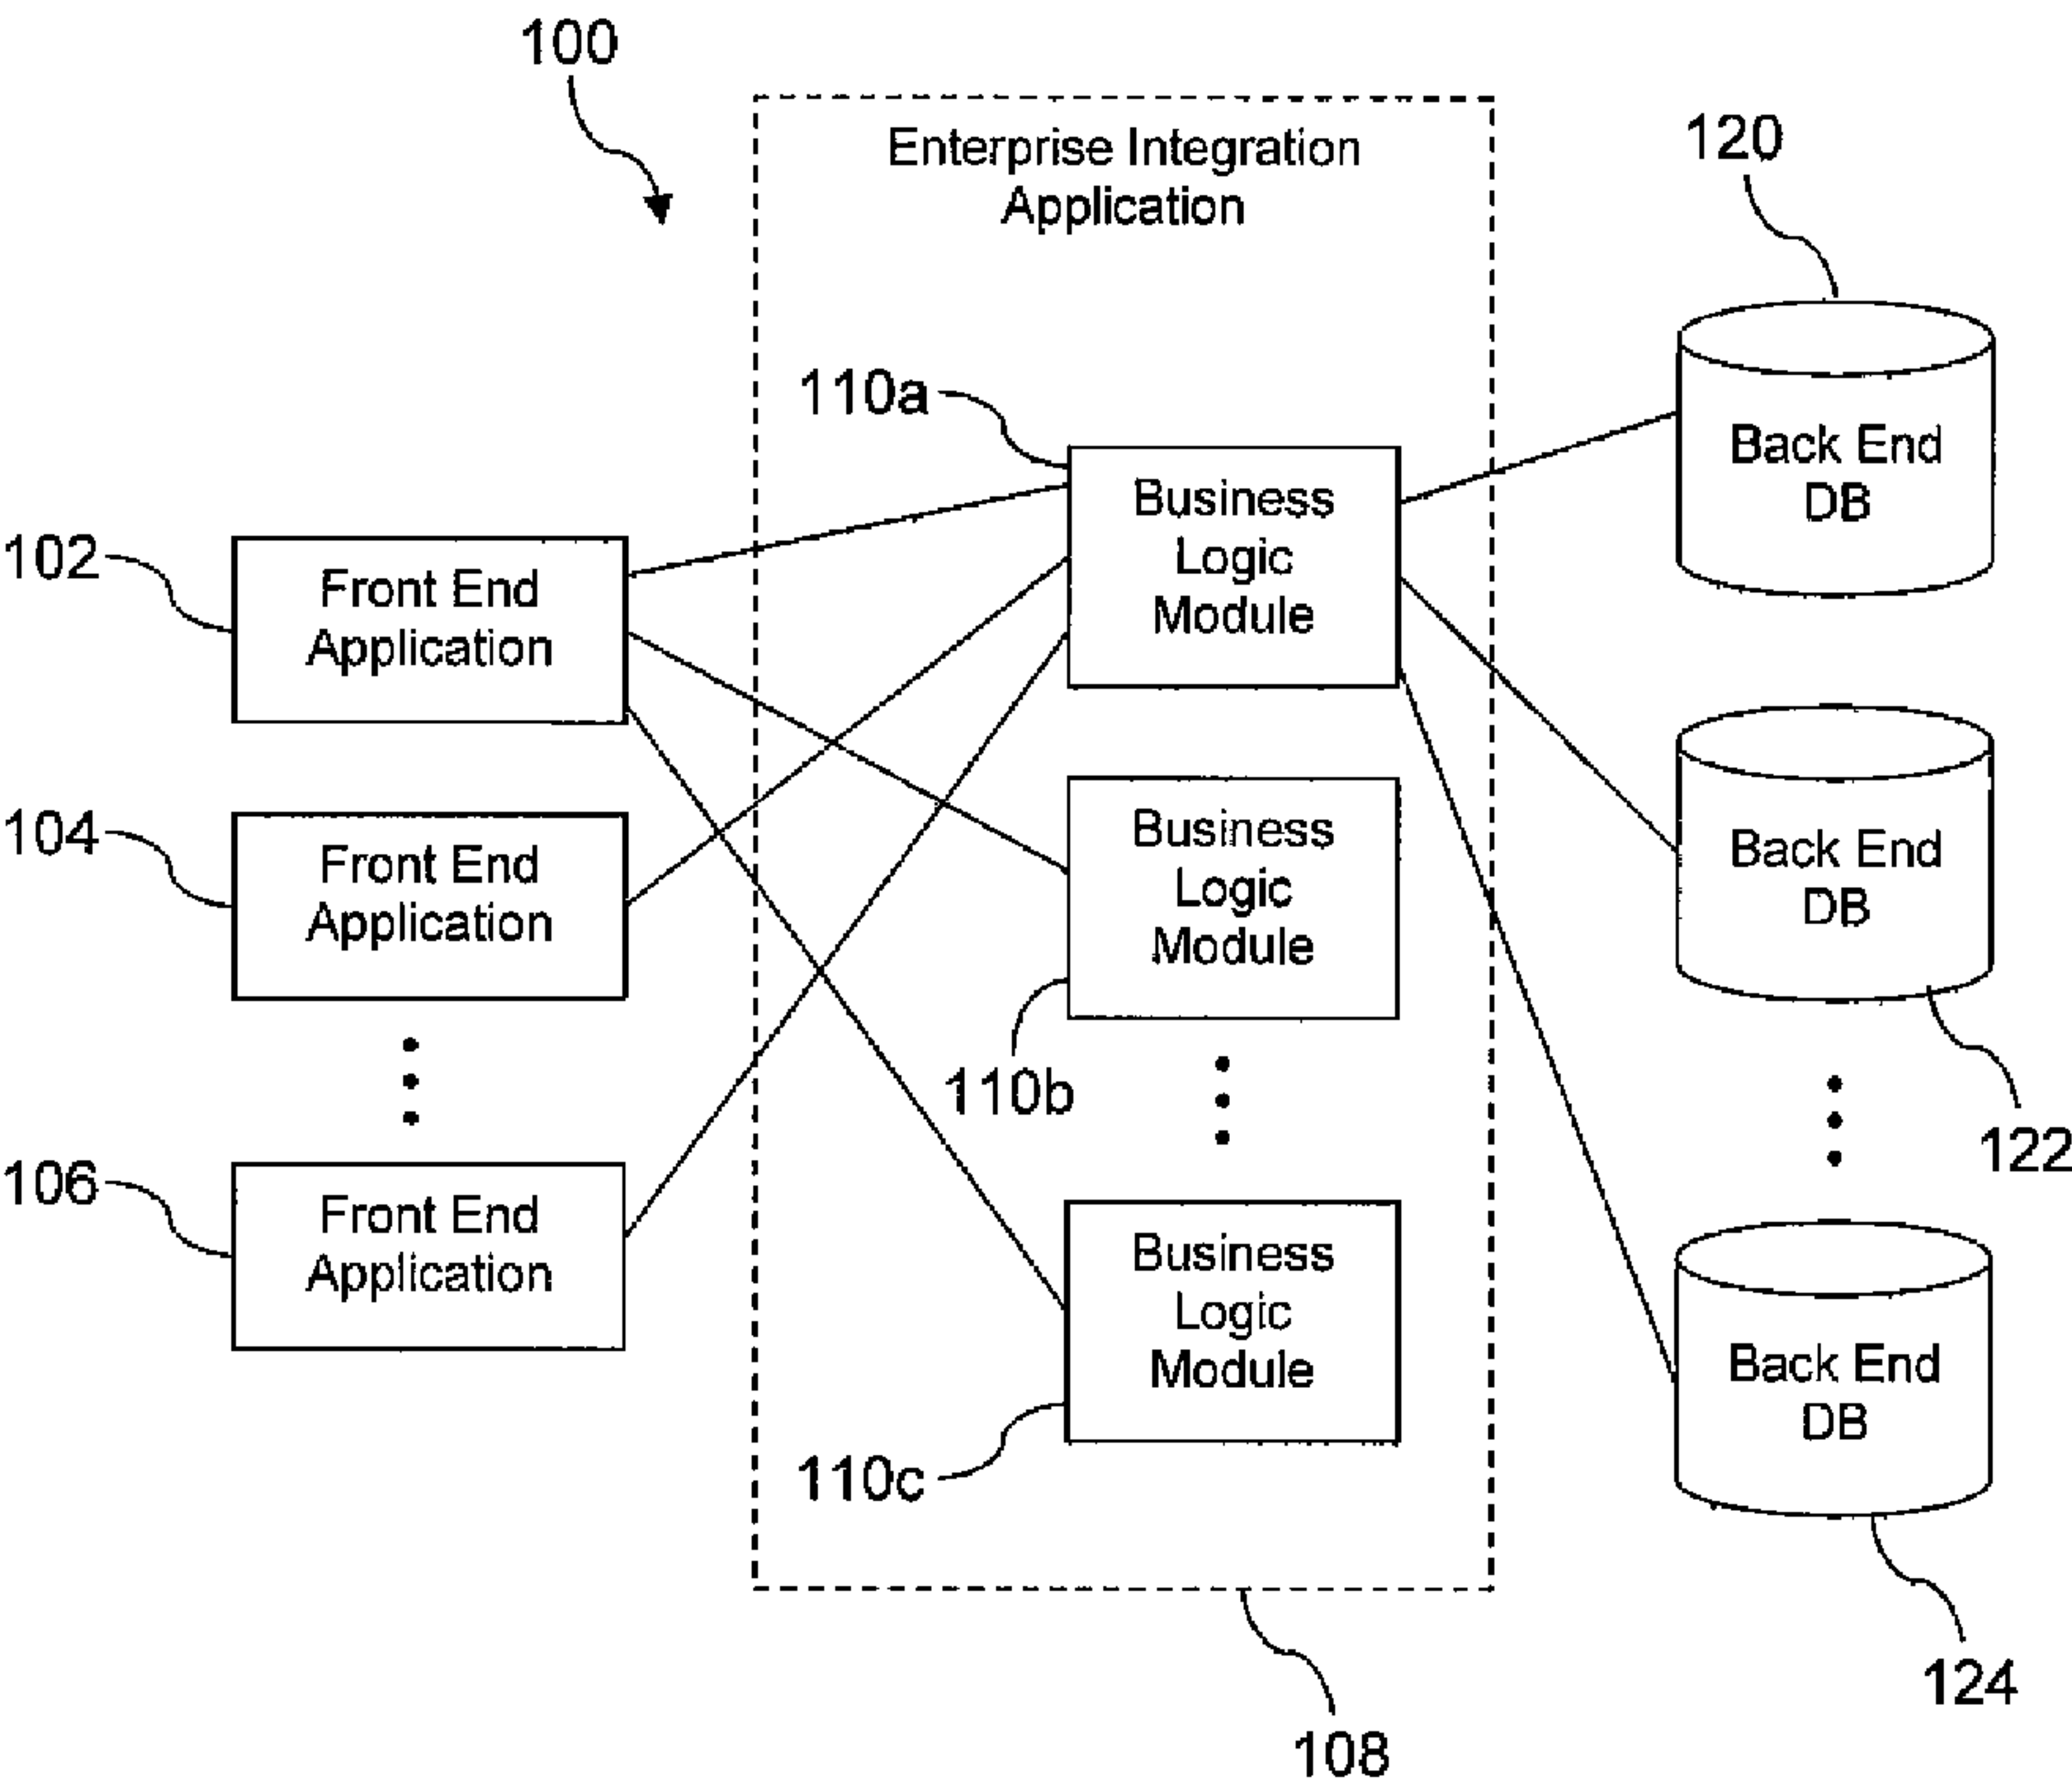 100
Enterprise Integration
Application
120
110a
Business
Logic
Module
Back End
DB
102
Front End
Application
104
Front End
Application
Business
Logic
Module
110b
Back End
DB
122
106
Front End
Application
Business
Logic
Module
110c
Back End
DB
124
108